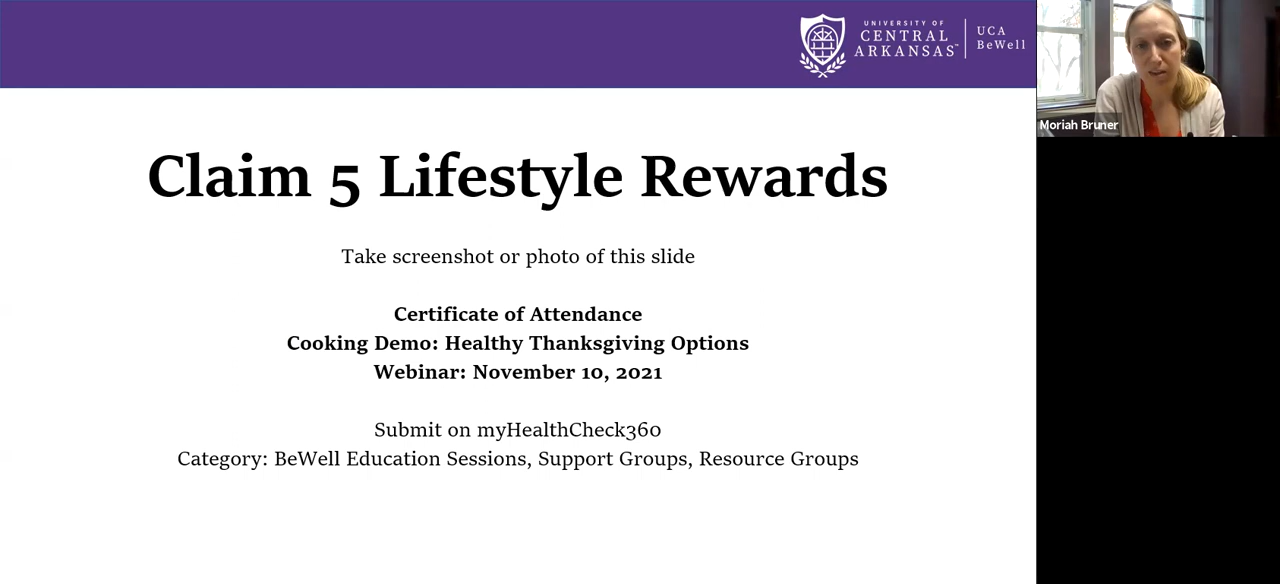 UNIVERSITY OF
CENTRAL
ARKANSAS™
UCA
BeWell
Moriah Bruner
Claim 5 Lifestyle Rewards
Take screenshot or photo of this slide
Certificate of Attendance
Cooking Demo: Healthy Thanksgiving Options
Webinar: November 10, 2021
Submit on myHealthCheck360
Category: BeWell Education Sessions, Support Groups, Resource Groups